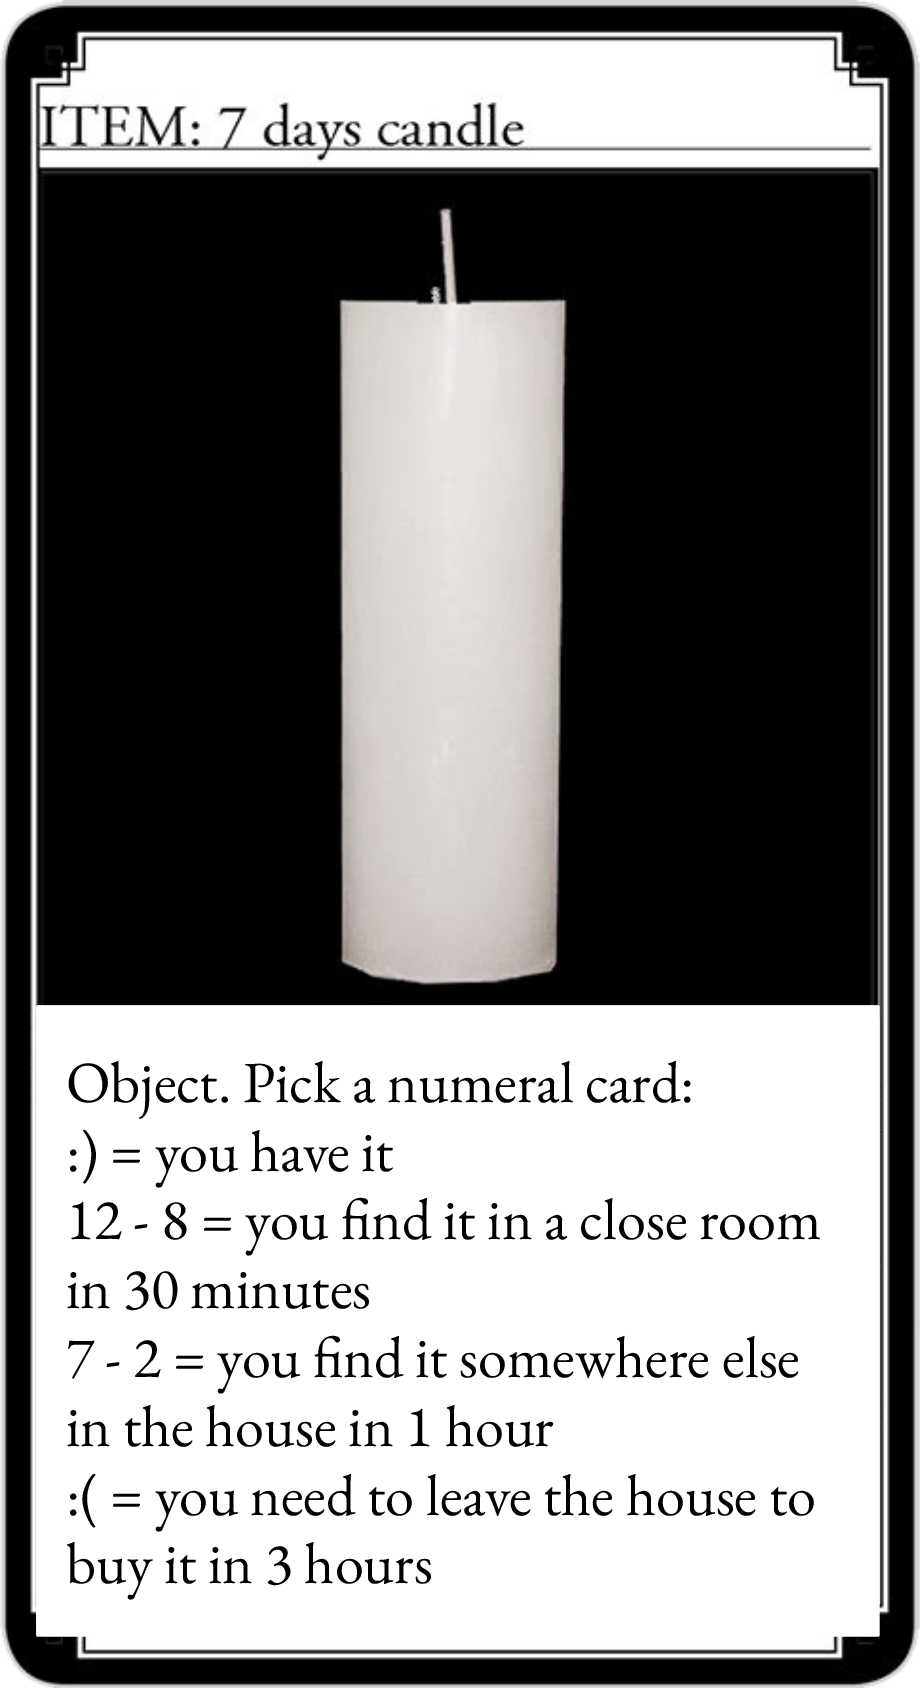 ITEM: 7 days candle
Object. Pick a numeral card:
:) = you have it
12 - 8 = you find it in a close room
in 30 minutes
7 - 2 = you find it somewhere else
in the house in 1 hour
:( = you need to leave the house to
buy it in 3 hours